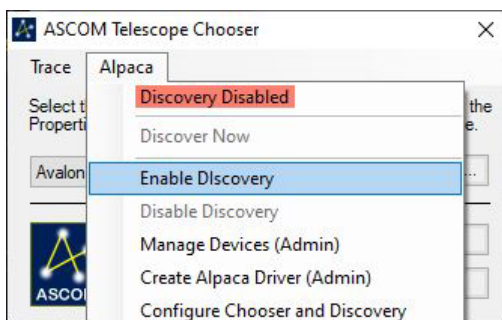 ASCOM Telescope Chooser
Trace Alpaca
Discovery Disabled
Select the
Properti e.
Discover Now
Avalon ...
Enable DIscovery
Disable Discovery
Manage Devices (Admin)
Create Alpaca Driver (Admin)
ASCO
Configure Chooser and Discovery